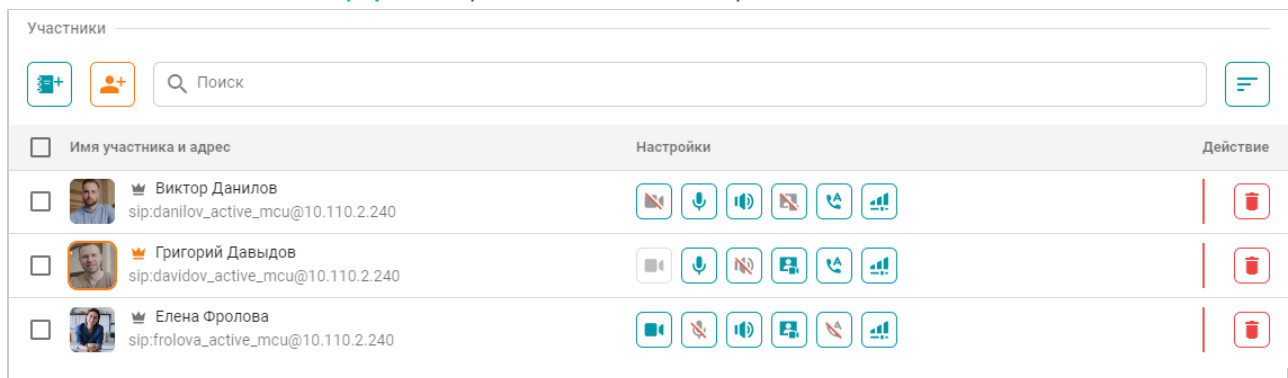 Участники
Поиск
Имя участника и адрес Настройки Действие
Виктор Данилов
sip:danilov_active_mcu@10.110.2.240
Григорий Давыдов
sip:davidov_active_mcu@10.110.2.240
Елена Фролова
sip:frolova_active_mcu@10.110.2.240